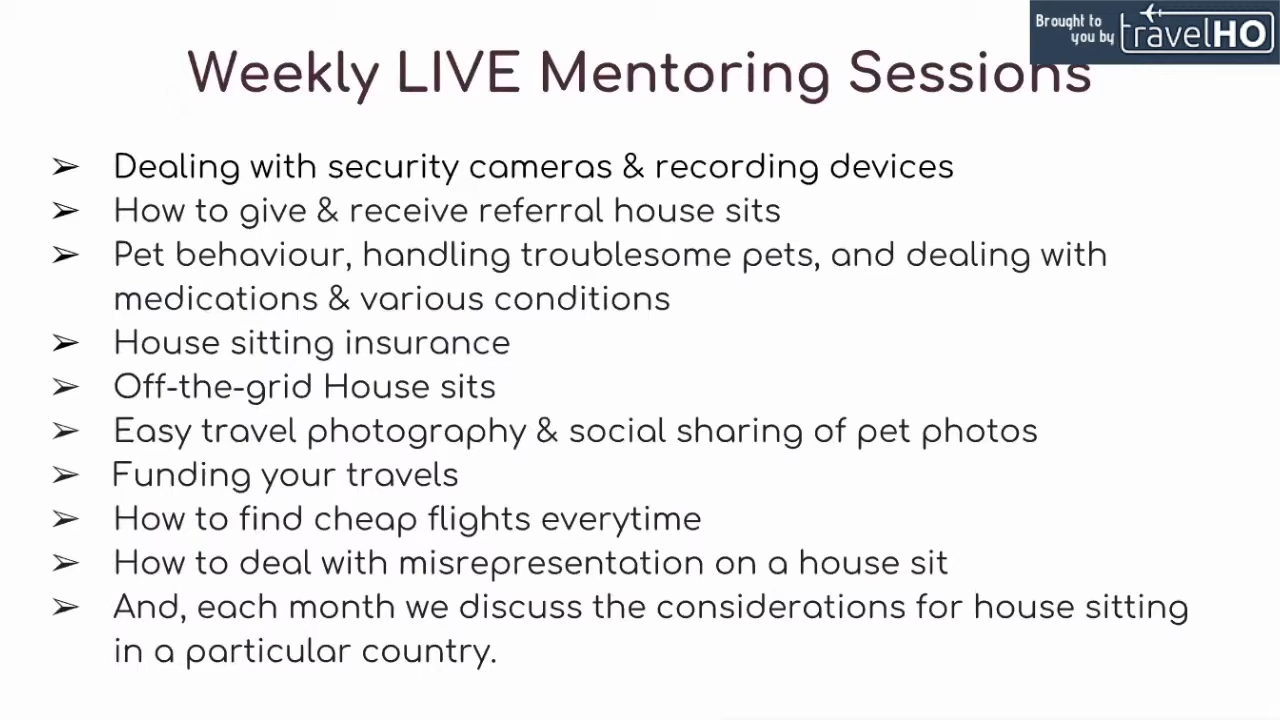 Brought to
you by travelHO
Weekly LIVE Mentoring Sessions
➢ Dealing with security cameras & recording devices
➢ How to give & receive referral house sits
➢ Pet behaviour, handling troublesome pets, and dealing with
medications & various conditions
➢ House sitting insurance
➢ Off-the-grid House sits
➢ Easy travel photography & social sharing of pet photos
➢ Funding your travels
➢ How to find cheap flights everytime
➢ How to deal with misrepresentation on a house sit
➢ And, each month we discuss the considerations for house sitting
in a particular country.